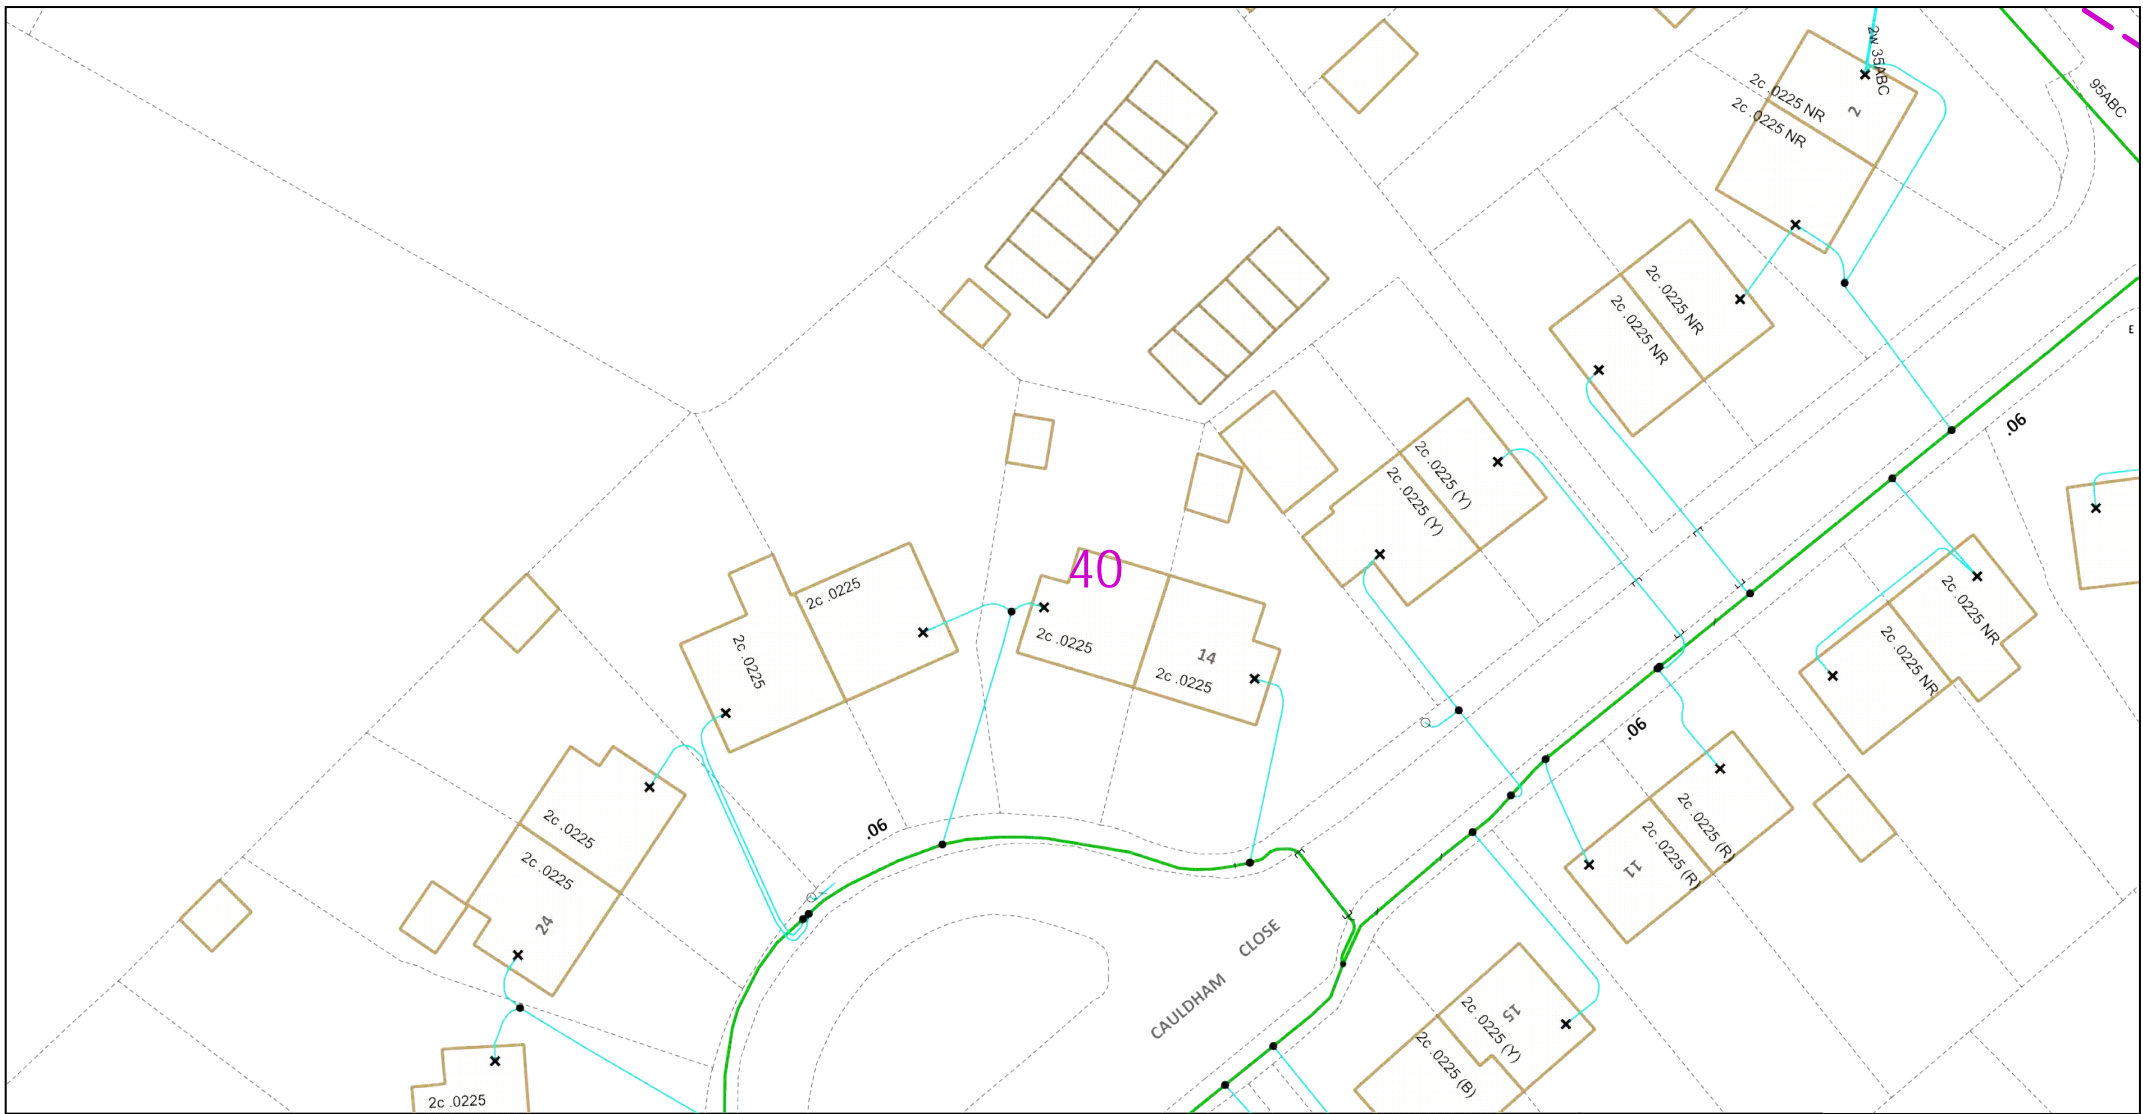 2w 35ABC
95ABC
2c .0225 NR
2c .0225 NR
2
2c .0225 NR
2c .0225 NR
E
.06
2c .0225 (Y)
2c .0225 (Y)
40
2c .0225
2c .0225
2c .0225
14
2c .0225
2c .0225 NR
2c .0225 NR
.06
.06
2c .0225
2c .0225
24
2c .0225 (R)
2c .0225 (R)
11
CAULDHAM CLOSE
15
2c .0225 (Y)
2c .0225 (B)
2c .0225